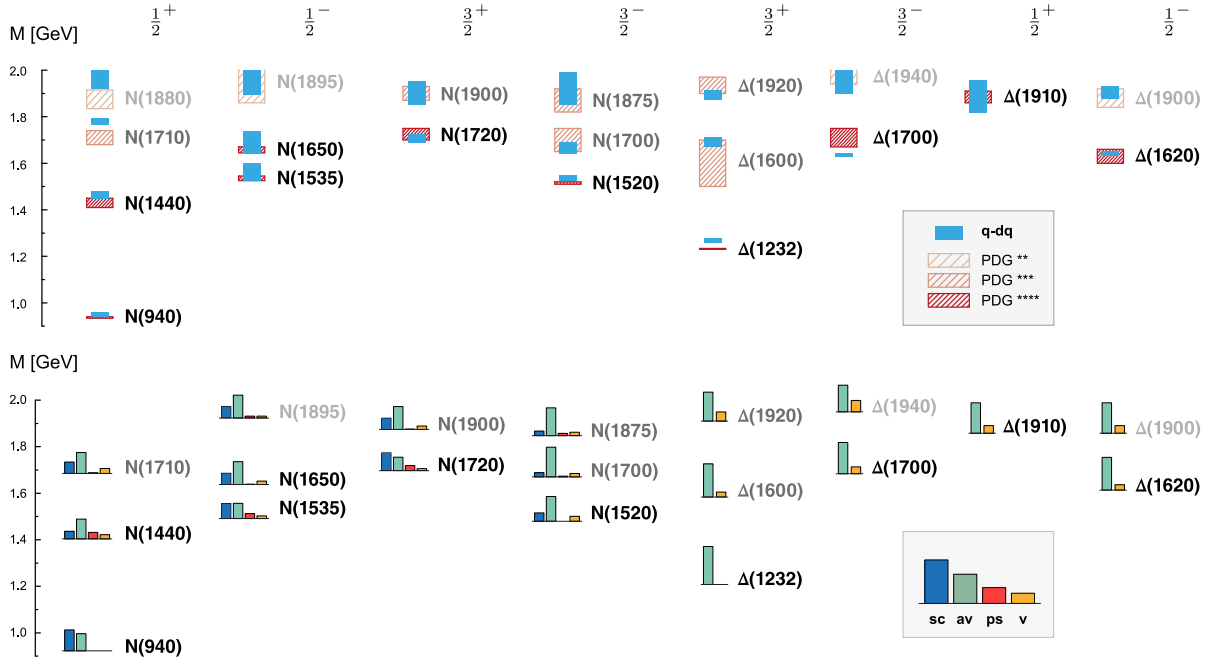 1/2+ 1/2- 3/2+ 3/2- 3/2+ 3/2- 1/2+ 1/2-
M [GeV]
2.0
1.8
1.6
1.4
1.2
1.0
N(1880)
N(1710)
N(1440)
N(940)
N(1895)
N(1650)
N(1535)
N(1900)
N(1720)
N(1875)
N(1700)
N(1520)
Δ(1920)
Δ(1600)
Δ(1232)
Δ(1940)
Δ(1700)
Δ(1910)
Δ(1900)
Δ(1620)
q-dq
PDG **
PDG ***
PDG ****
M [GeV]
2.0
1.8
1.6
1.4
1.2
1.0
N(1710)
N(1440)
N(940)
N(1895)
N(1650)
N(1535)
N(1900)
N(1720)
N(1875)
N(1700)
N(1520)
Δ(1920)
Δ(1600)
Δ(1232)
Δ(1940)
Δ(1700)
Δ(1910)
Δ(1900)
Δ(1620)
sc av ps v